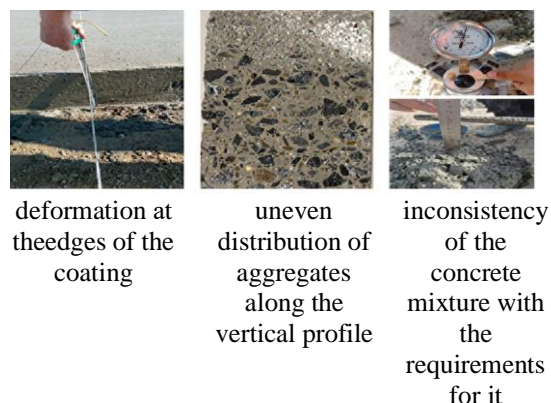 deformation at
theedges of the
coating
uneven
distribution of
aggregates
along the
vertical profile
inconsistency
of the
concrete
mixture with
the
requirements
for it